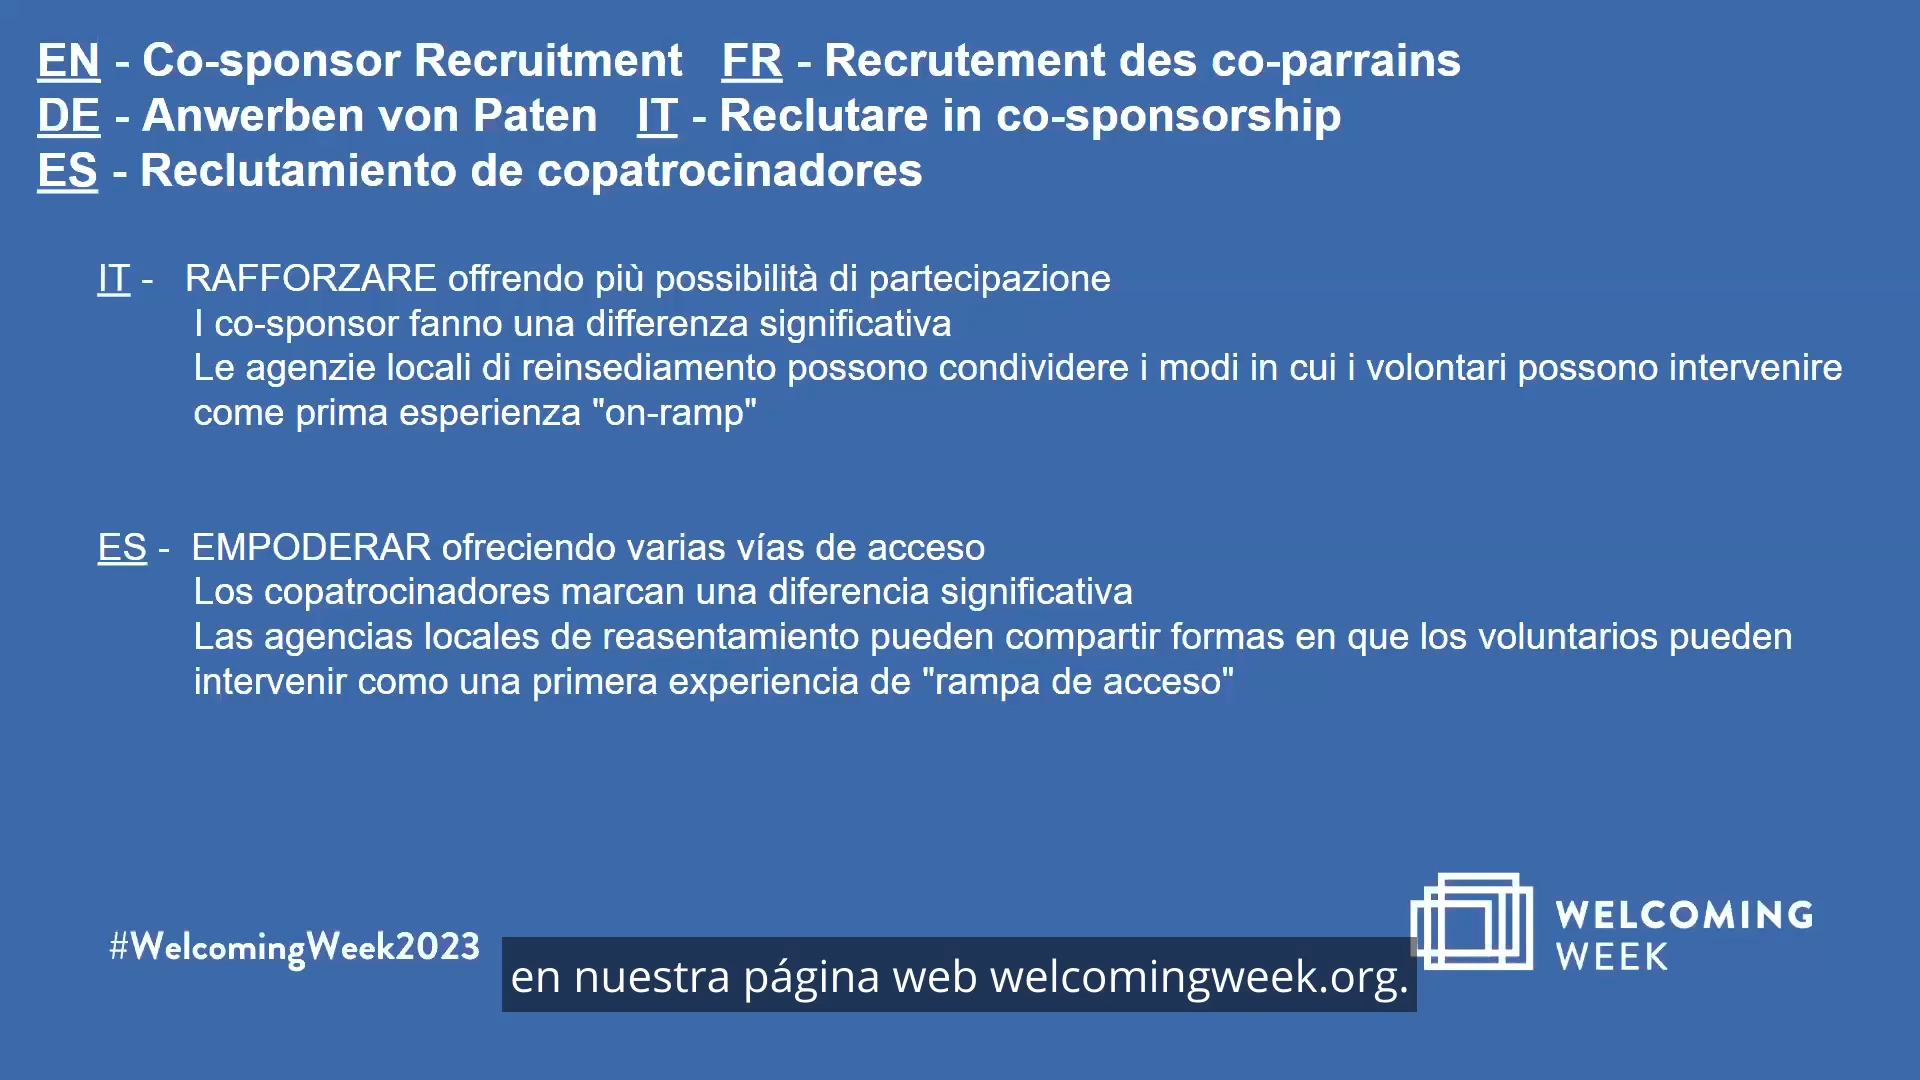 EN - Co-sponsor Recruitment FR - Recrutement des co-parrains
DE - Anwerben von Paten IT - Reclutare in co-sponsorship
ES - Reclutamiento de copatrocinadores
IT - RAFFORZARE offrendo più possibilità di partecipazione
I co-sponsor fanno una differenza significativa
Le agenzie locali di reinsediamento possono condividere i modi in cui i volontari possono intervenire
come prima esperienza "on-ramp"
ES - EMPODERAR ofreciendo varias vías de acceso
Los copatrocinadores marcan una diferencia significativa
Las agencias locales de reasentamiento pueden compartir formas en que los voluntarios pueden
intervenir como una primera experiencia de "rampa de acceso"
#WelcomingWeek2023
en nuestra página web welcomingweek.org.
WELCOMING
WEEK